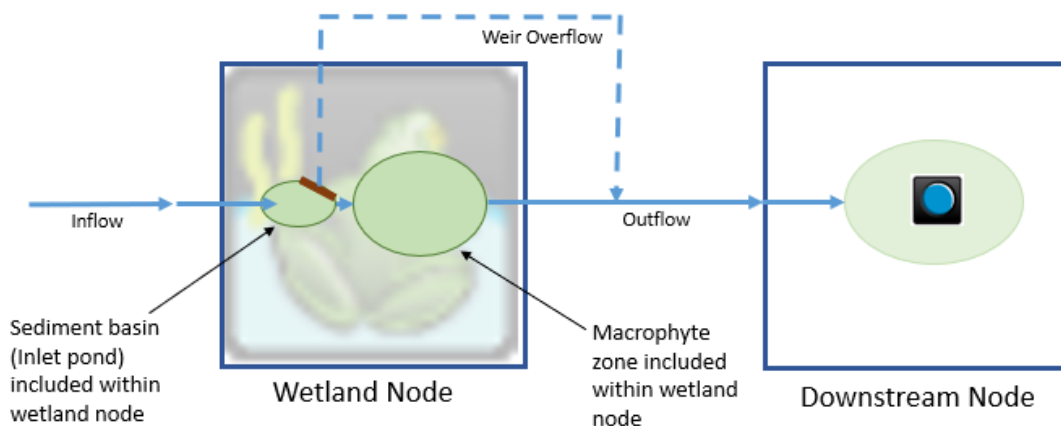 Weir Overflow
Inflow
Outflow
Sediment basin
(Inlet pond)
included within
wetland node
Wetland Node
Macrophyte
zone included
within wetland
node
Downstream Node